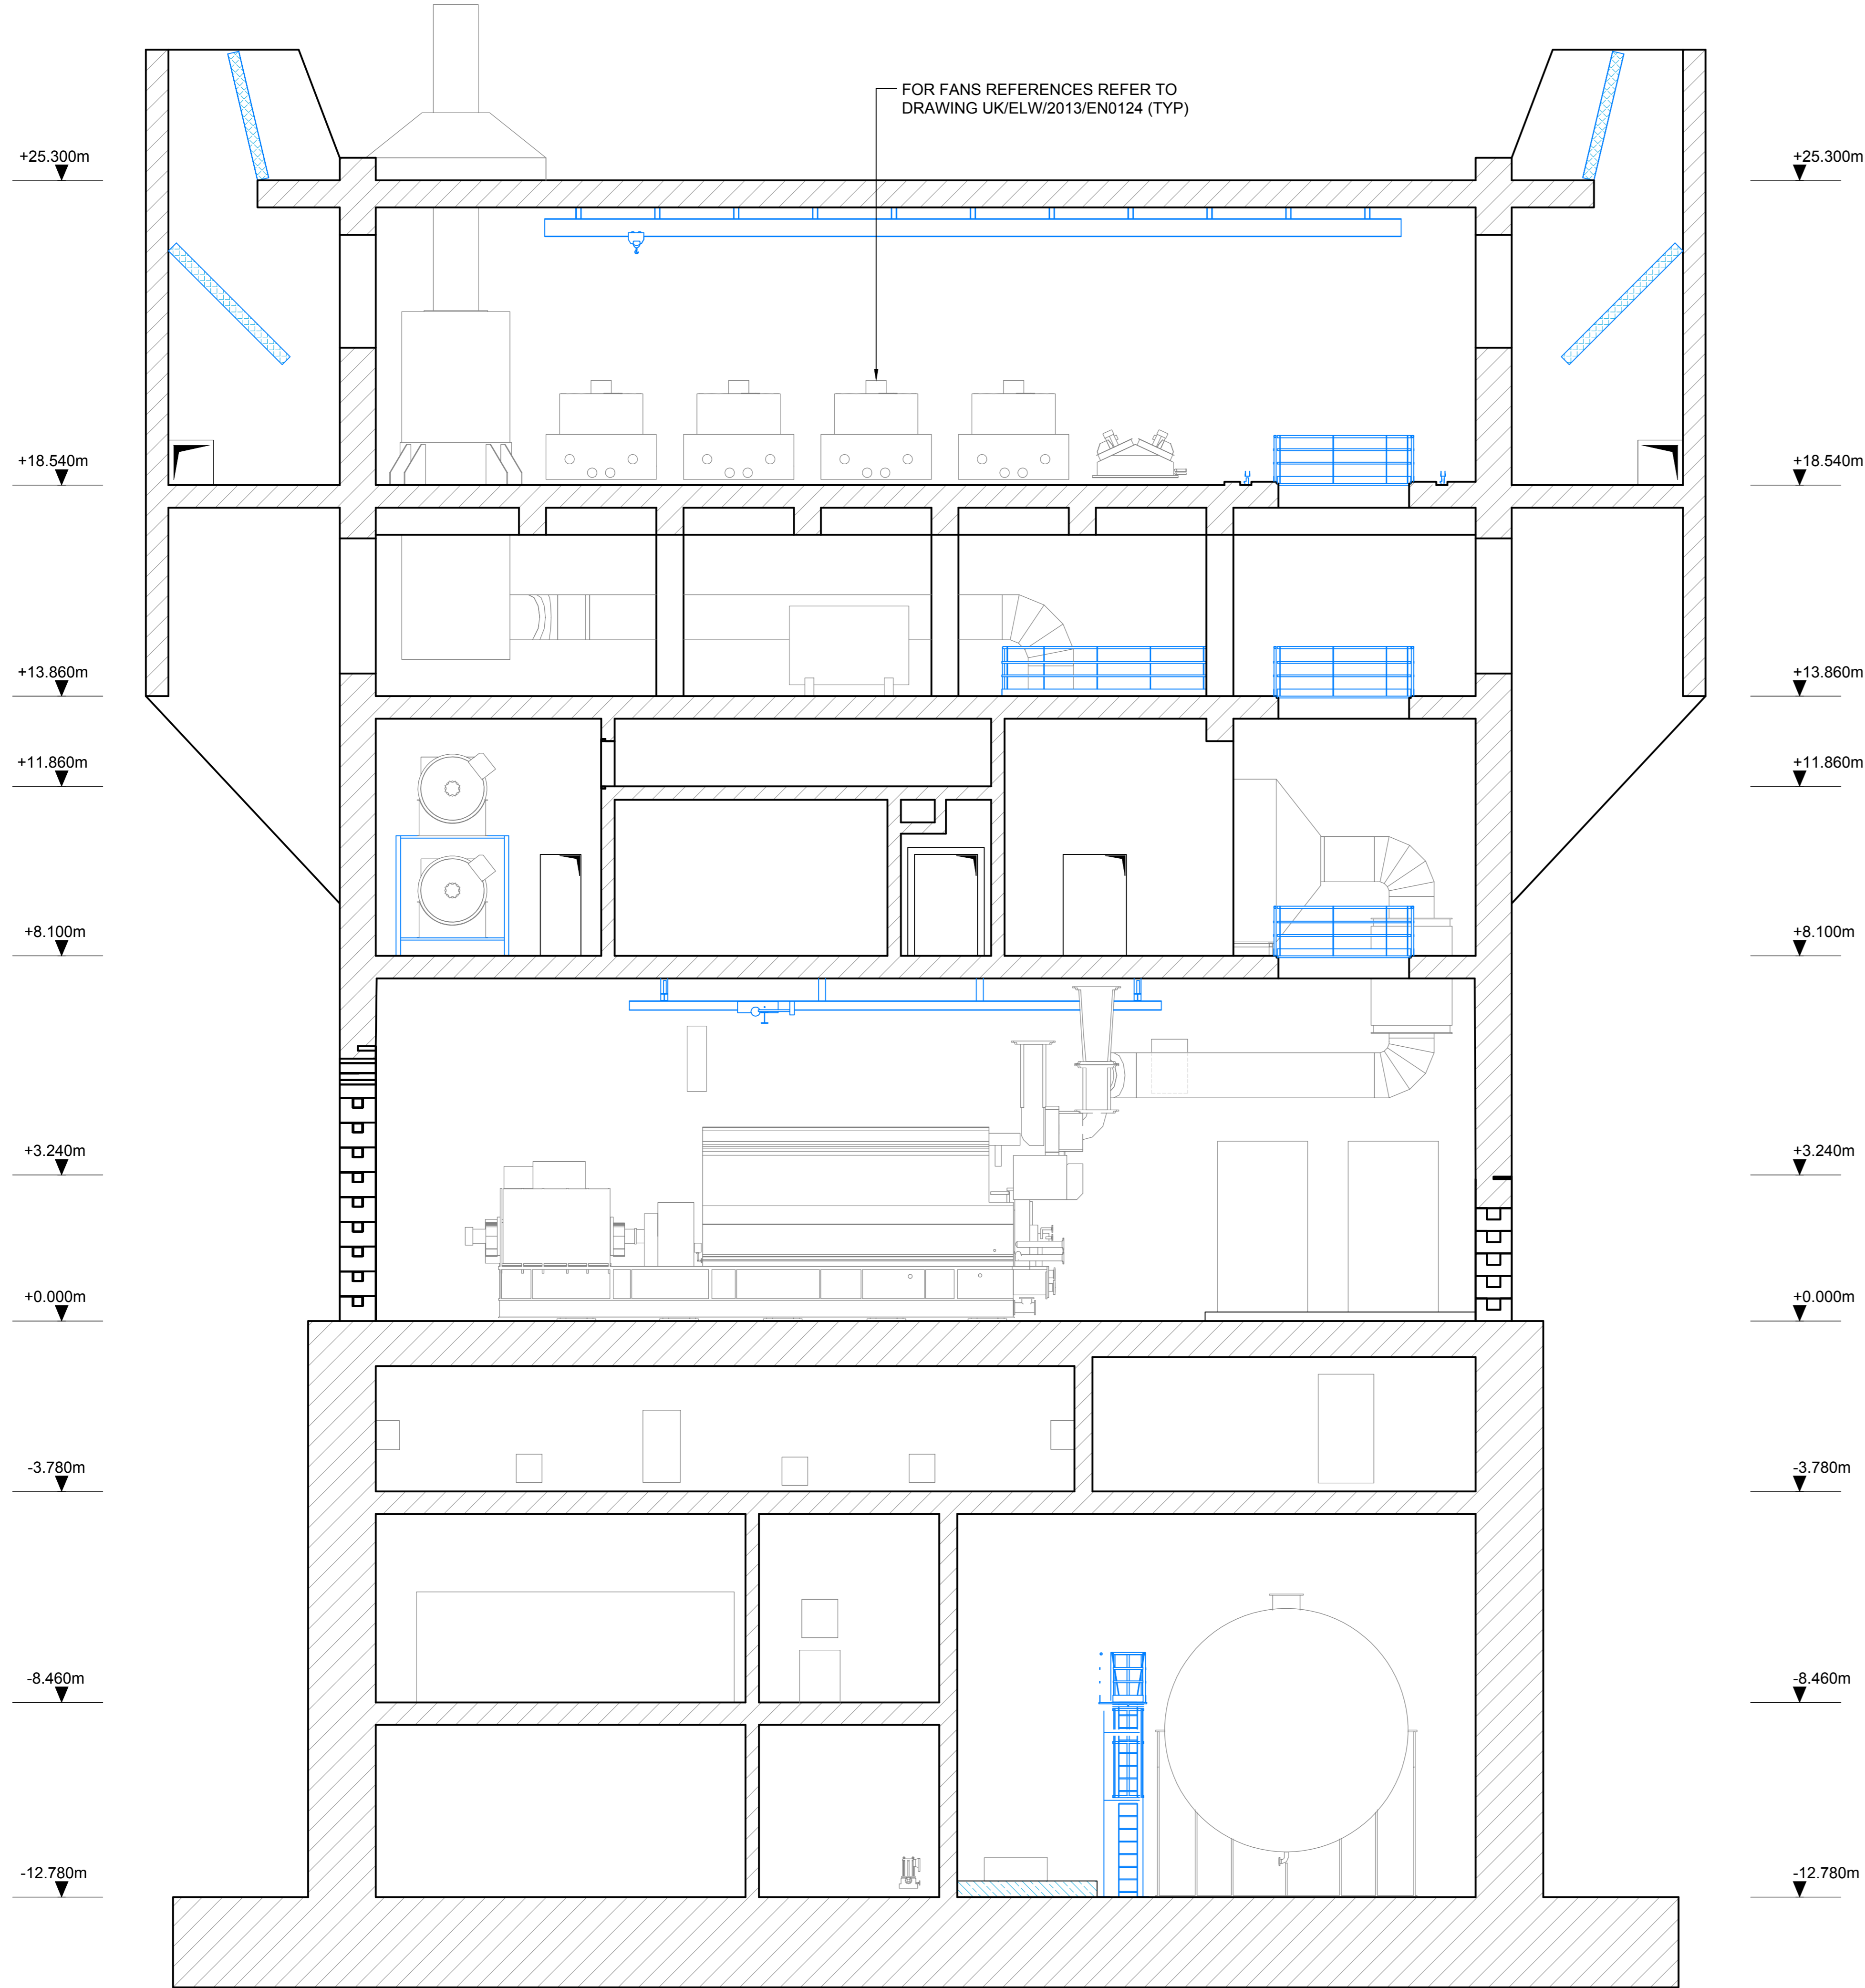 FOR FANS REFERENCES REFER TO
DRAWING UK/ELW/2013/EN0124 (TYP)
+25.300m
+25.300m
+18.540m
+18.540m
+13.860m
+13.860m
+11.860m
+11.860m
+8.100m
+8.100m
+3.240m
+3.240m
+0.000m
+0.000m
-3.780m
-3.780m
-8.460m
-8.460m
-12.780m
-12.780m